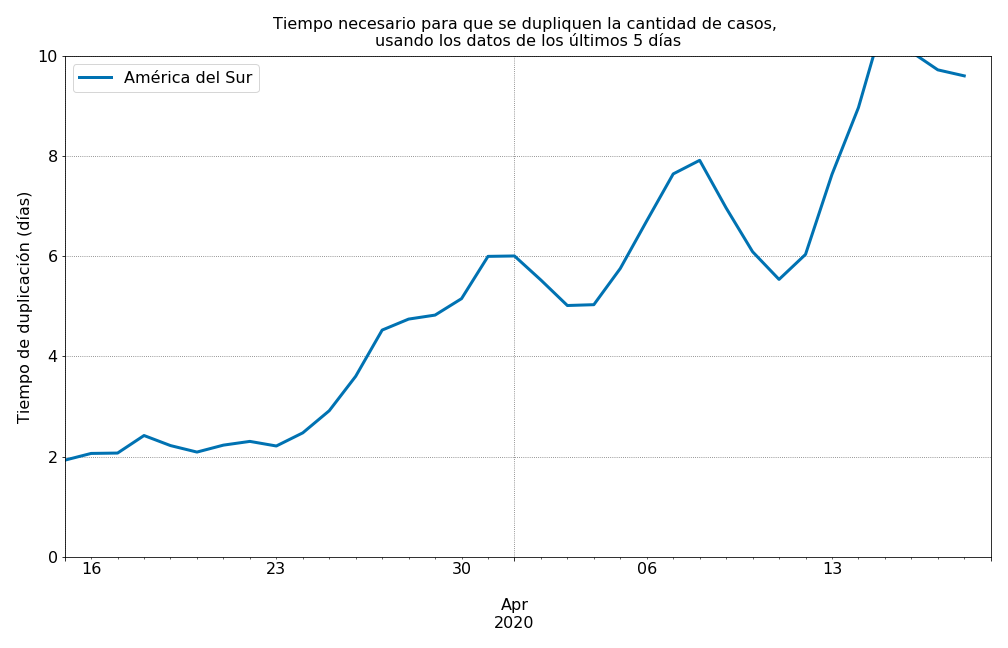 Tiempo necesario para que se dupliquen la cantidad de casos,
usando los datos de los últimos 5 días
América del Sur
Tiempo de duplicación (días)
10
8
6
4
2
0
16 23 30 06 13
Apr
2020